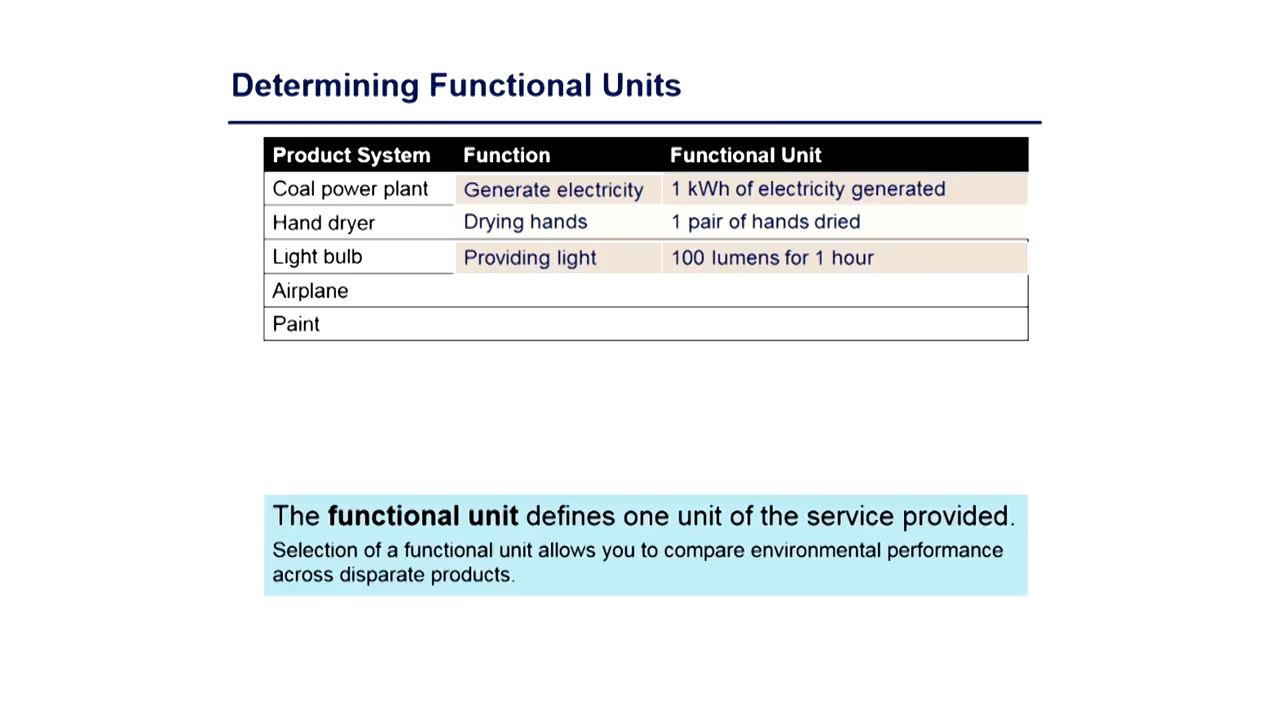 Determining Functional Units
Product System Function Functional Unit
Coal power plant Generate electricity 1 kWh of electricity generated
Hand dryer Drying hands 1 pair of hands dried
Light bulb Providing light 100 lumens for 1 hour
Airplane
Paint
The functional unit defines one unit of the service provided.
Selection of a functional unit allows you to compare environmental performance
across disparate products.